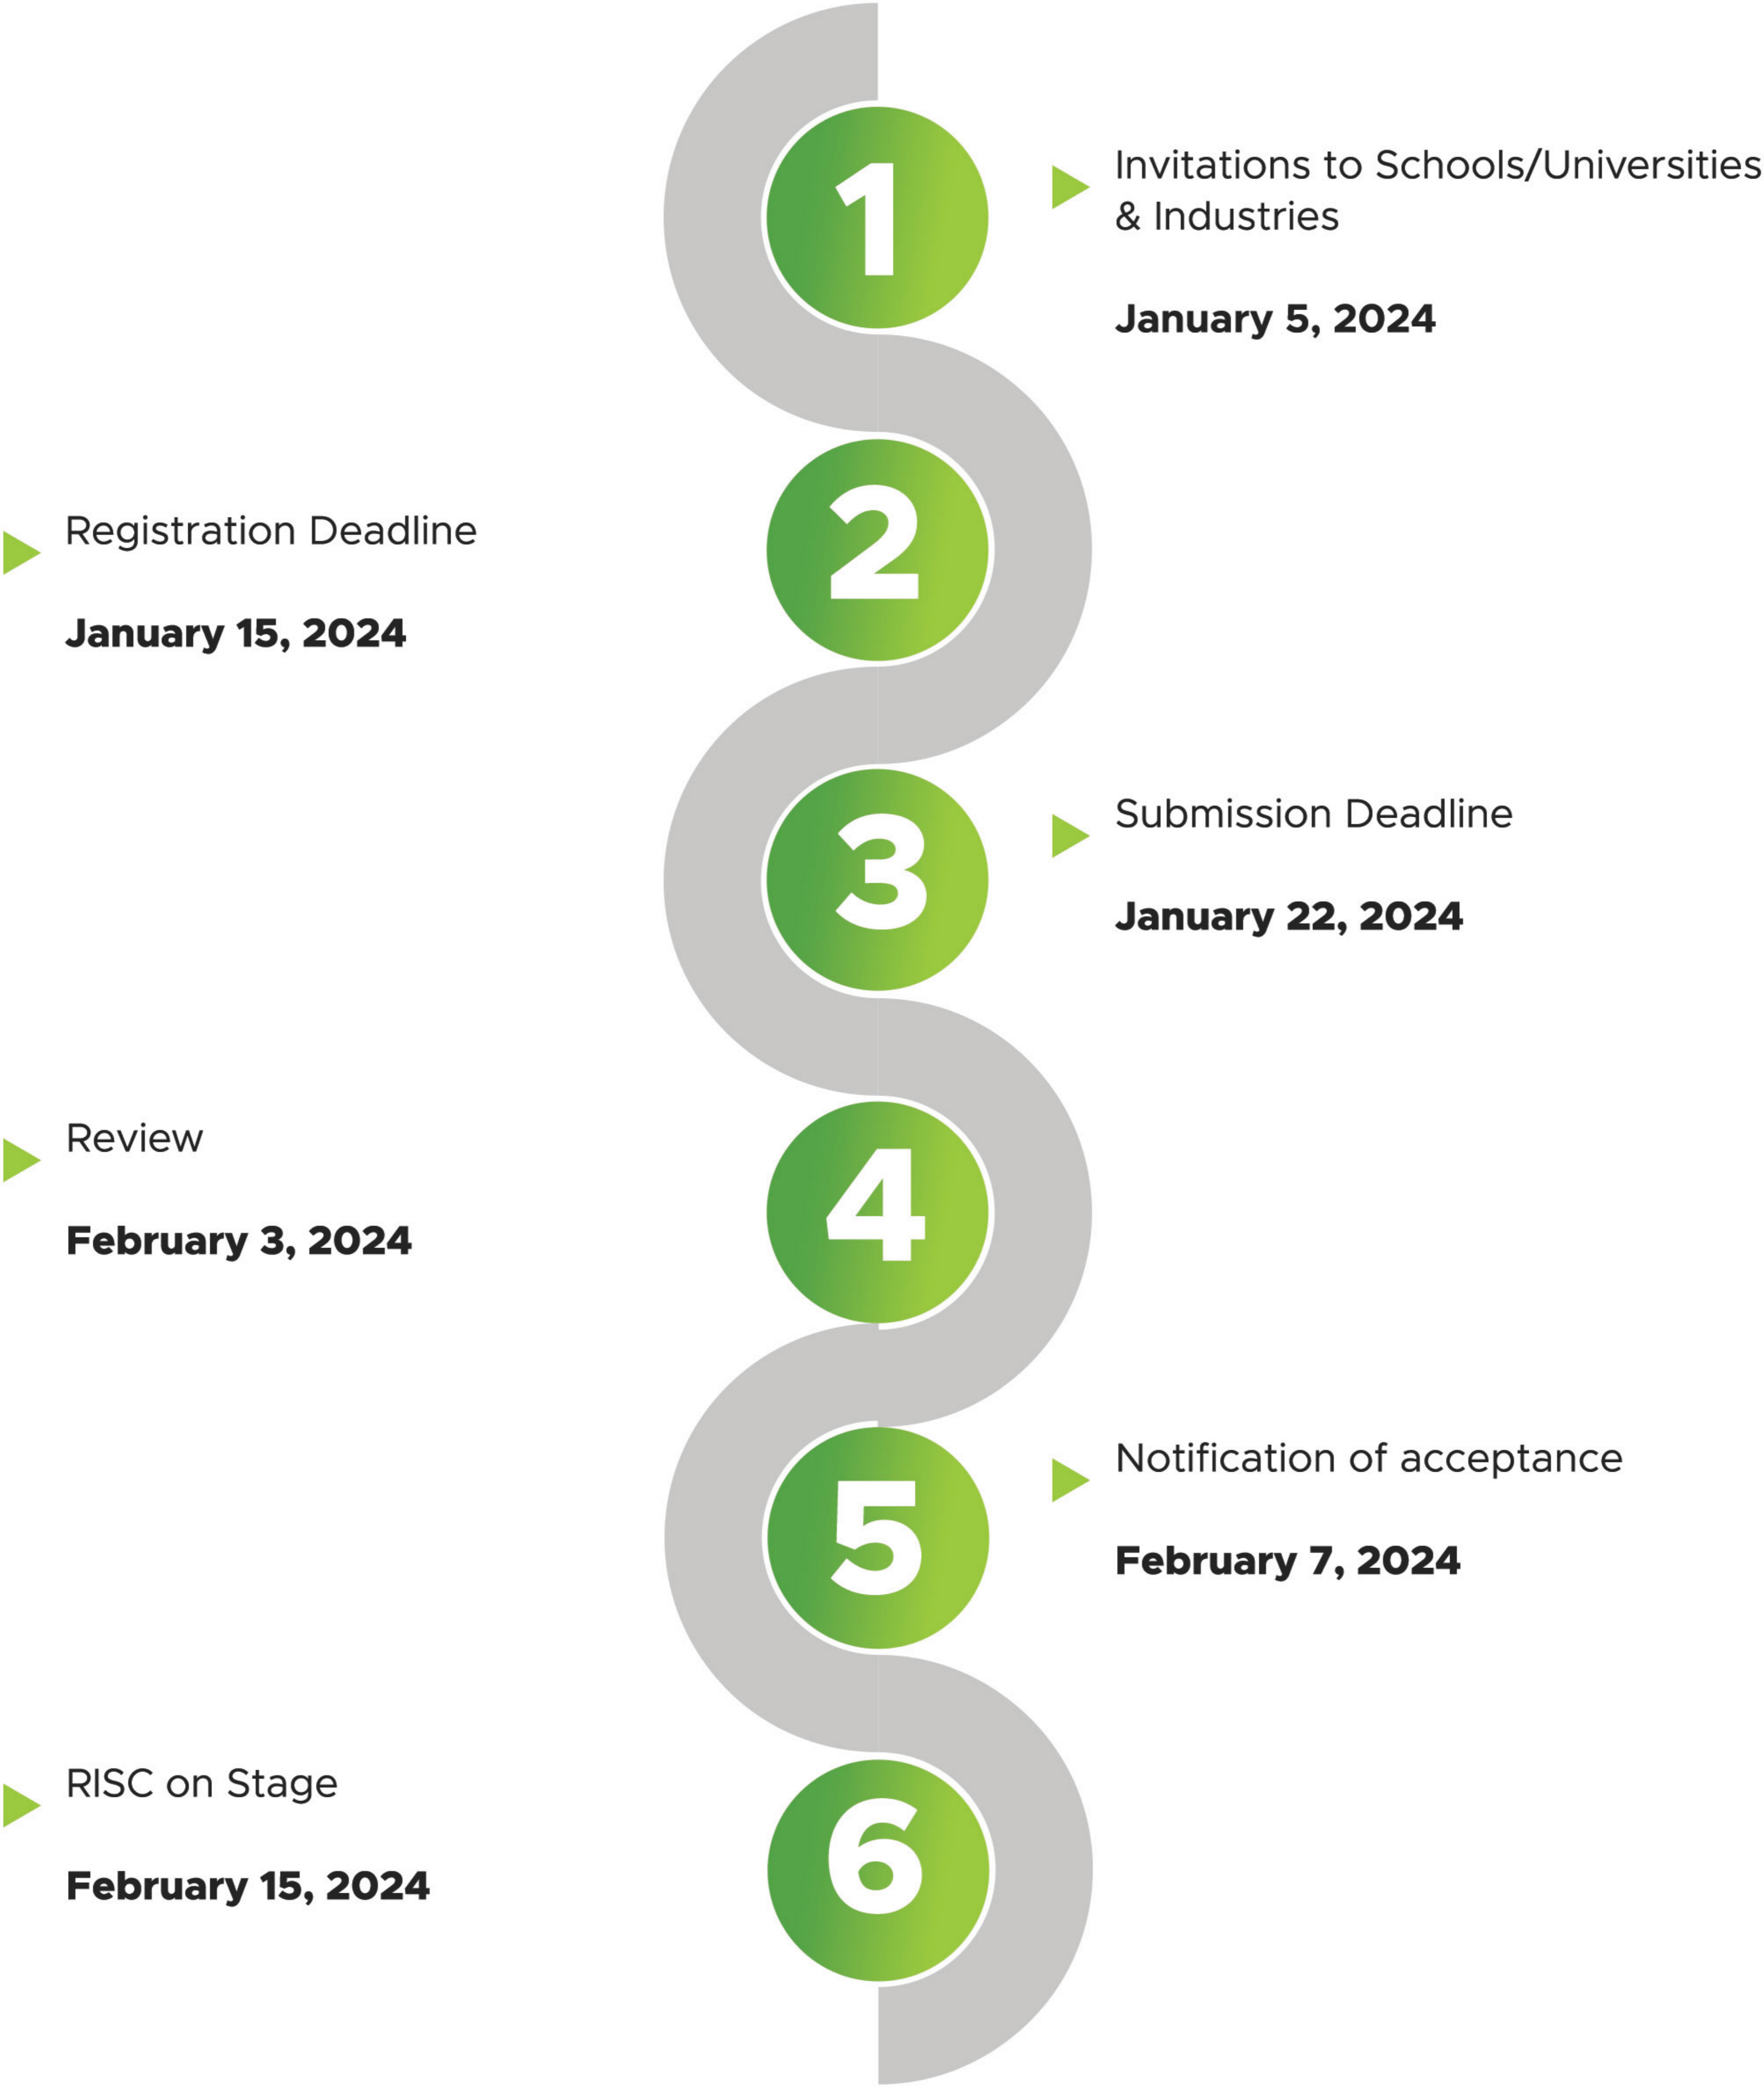 1
Invitations to Schools/Universities
& Industries
January 5, 2024
2
Registration Deadline
January 15, 2024
3
Submission Deadline
January 22, 2024
4
Review
February 3, 2024
5
Notification of acceptance
February 7, 2024
6
RISC on Stage
February 15, 2024